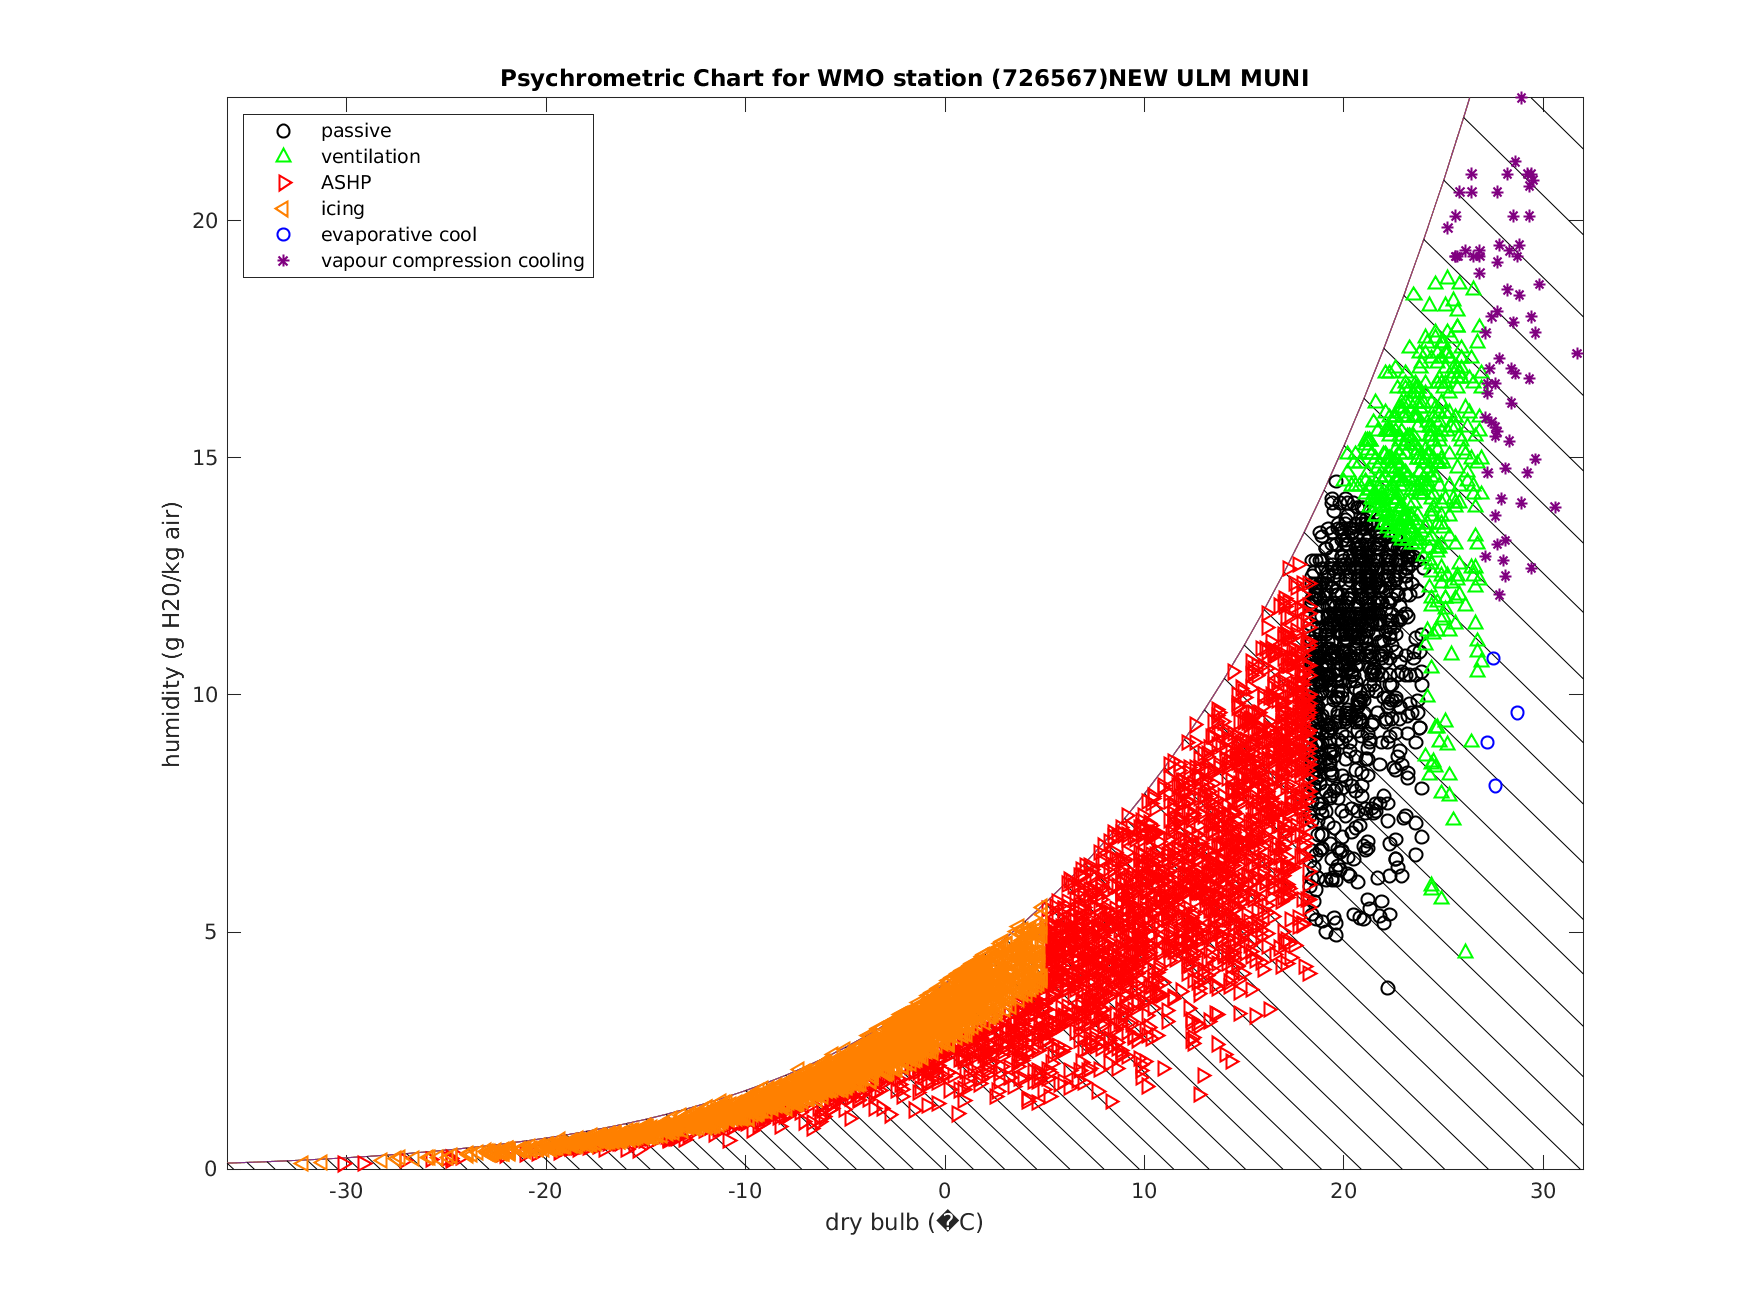 Psychrometric Chart for WMO station (726567)NEW ULM MUNI
passive
ventilation
ASHP
icing
evaporative cool
vapour compression cooling
humidity (g H20/kg air)
20
15
10
5
0
-30
-20
-10
0
10
20
30
dry bulb (�C)